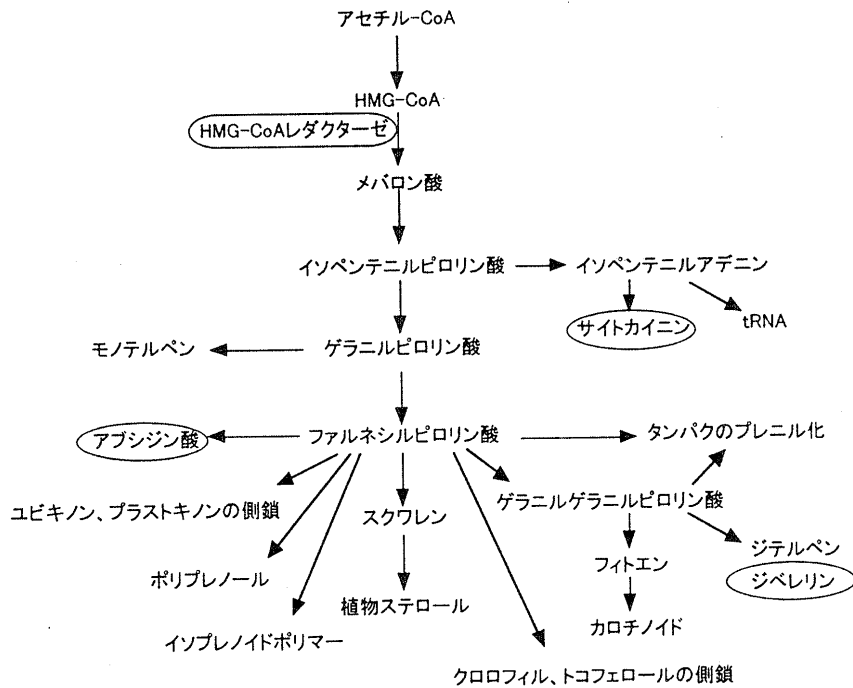 アセチル-CoA
HMG-CoA
HMG-CoAレダクターゼ
メバロン酸
イソペンテニルピロリン酸
イソペンテニルアデニン
サイトカイニン
tRNA
モノテルペン
ゲラニルピロリン酸
アブシジン酸
ファルネシルピロリン酸
タンパクのプレニル化
ユビキノン、プラストキノンの側鎖
スクワレン
ゲラニルゲラニルピロリン酸
ジテルペン
ポリプレノール
フィトエン
ジベレリン
植物ステロール
イソプレノイドポリマー
カロチノイド
クロロフィル、トコフェロールの側鎖